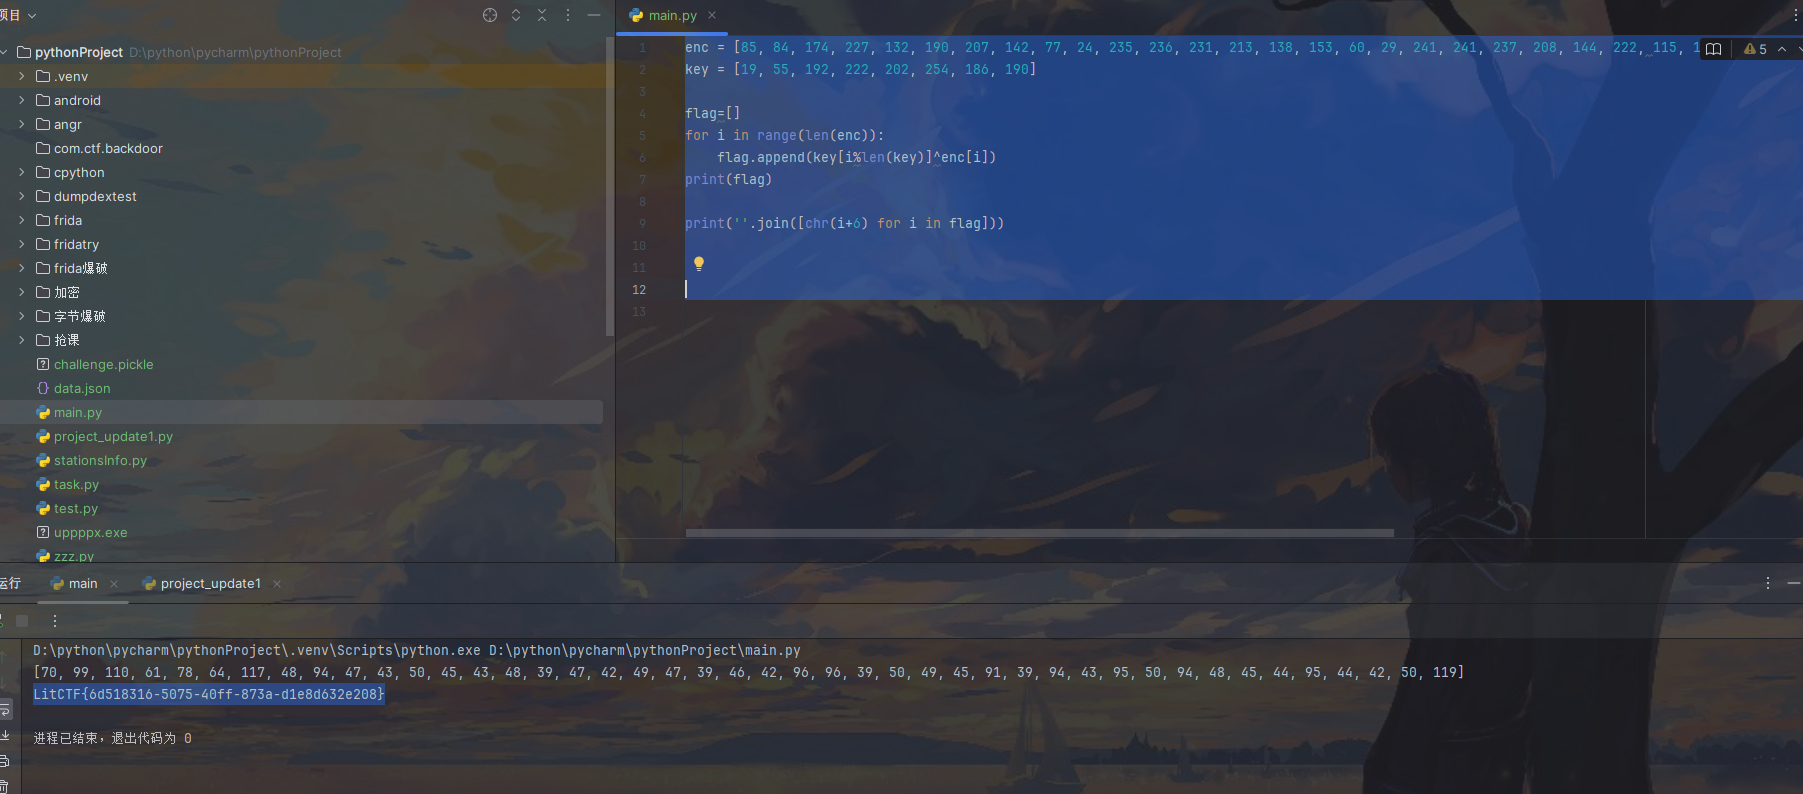 项目
main.py
pythonProject D:\python\pycharm\pythonProject
.venv
android
angr
com.ctf.backdoor
cpython
dumpdextest
frida
fridatry
frida爆破
加密
字节爆破
抢课
challenge.pickle
data.json
main.py
project_update1.py
stationsInfo.py
task.py
test.py
uppppx.exe
zzz.py
1 enc = [85, 84, 174, 227, 132, 190, 207, 142, 77, 24, 235, 236, 231, 213, 138, 153, 60, 29, 241, 241, 237, 208, 144, 222, 115, 1
5
2 key = [19, 55, 192, 222, 202, 254, 186, 190]
3
4 flag=[]
5 for i in range(len(enc)):
6 flag.append(key[i%len(key)]^enc[i])
7 print(flag)
8
9 print(''.join([chr(i+6) for i in flag]))
10
11
12
13
运行 main project_update1
D:\python\pycharm\pythonProject\.venv\Scripts\python.exe D:\python\pycharm\pythonProject\main.py
[70, 99, 110, 61, 78, 64, 117, 48, 94, 47, 43, 50, 45, 43, 48, 39, 47, 42, 49, 47, 39, 46, 42, 96, 96, 39, 50, 49, 45, 91, 39, 94, 43, 95, 50, 94, 48, 45, 44, 95, 44, 42, 50, 119]
LitCTF{6d518316-5075-40ff-873a-d1e8d632e208}
进程已结束，退出代码为 0